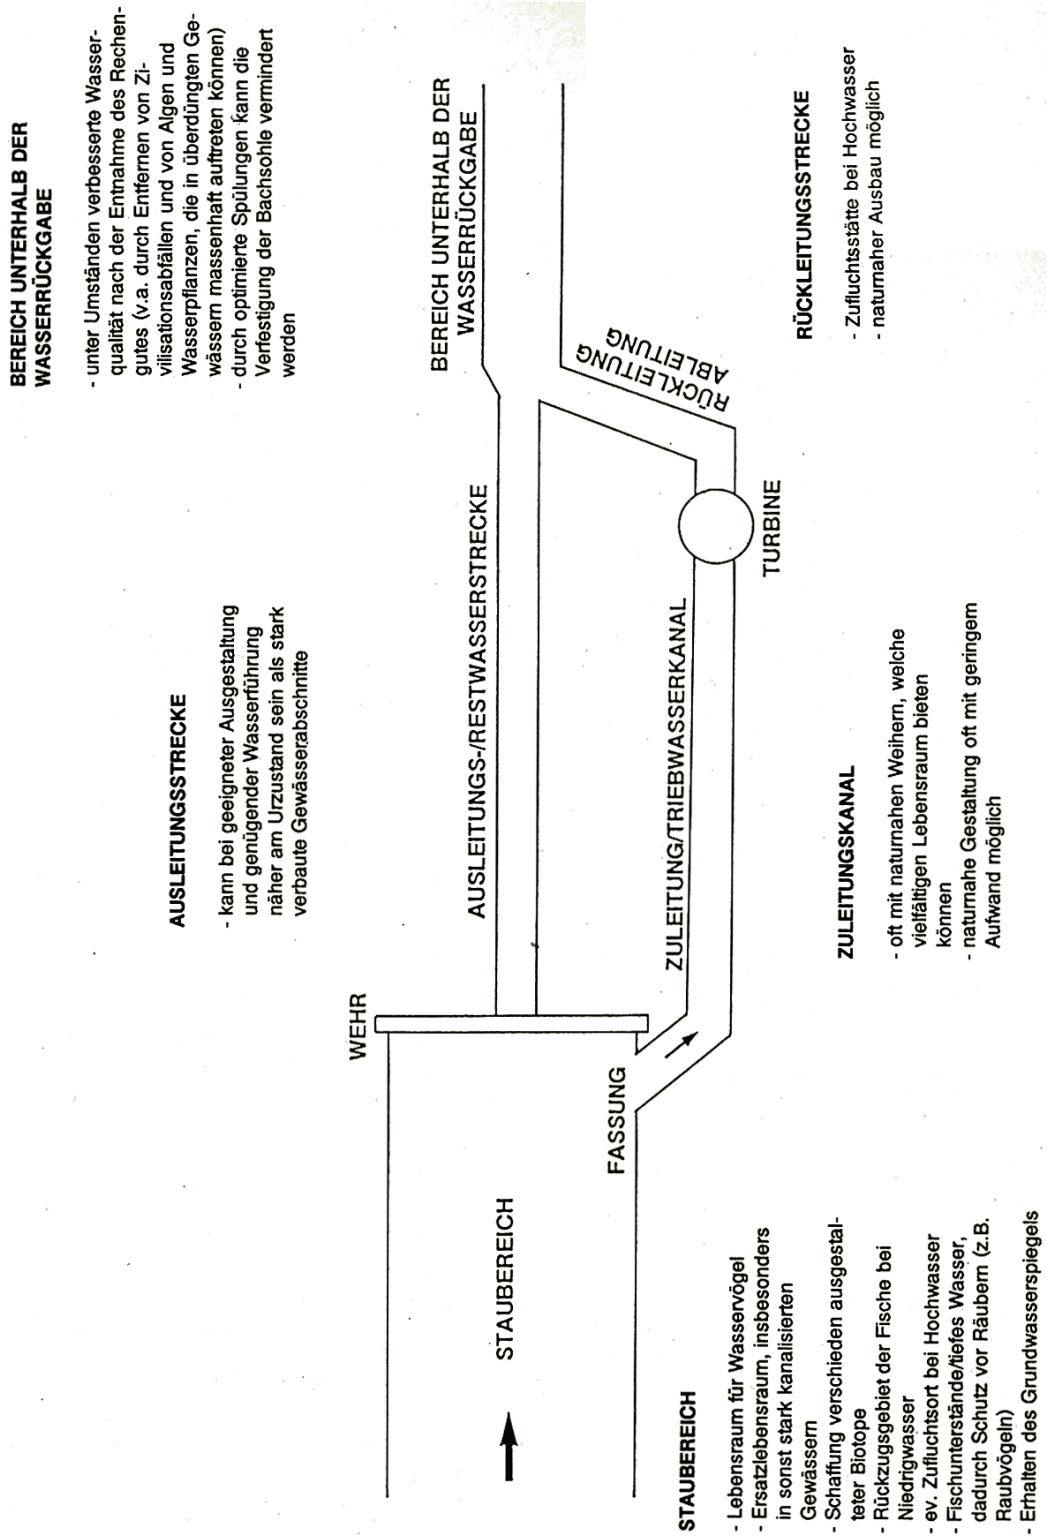 BEREICH UNTERHALB DER
WASSERRÜCKGABE
- unter Umständen verbesserte Wasser-
qualität nach der Entnahme des Rechen-
gutes (v.a. durch Entfernen von Zi-
vilisationsabfällen und von Algen und
Wasserpflanzen, die in überdüngten Ge-
wässern massenhaft auftreten können)
- durch optimierte Spülungen kann die
Verfestigung der Bachsohle vermindert
werden
AUSLEITUNGSSTRECKE
- kann bei geeigneter Ausgestaltung
und genügender Wasserführung
näher am Urzustand sein als stark
verbaute Gewässerabschnitte
WEHR
AUSLEITUNGS-/RESTWASSERSTRECKE
BEREICH UNTERHALB DER
WASSERRÜCKGABE
STAUBEREICH
FASSUNG
ZULEITUNG/TRIEBWASSERKANAL
TURBINE
RÜCKLEITUNG
ABLEITUNG
STAUBEREICH
- Lebensraum für Wasservögel
- Ersatzlebensraum, insbesonders
in sonst stark kanalisierten
Gewässern
- Schaffung verschieden ausgestal-
teter Biotope
- Rückzugsgebiet der Fische bei
Niedrigwasser
- ev. Zufluchtsort bei Hochwasser
- Fischunterstände/tiefes Wasser,
dadurch Schutz vor Räubern (z.B.
Raubvögeln)
- Erhalten des Grundwasserspiegels
ZULEITUNGSKANAL
- oft mit naturnahen Weihern, welche
vielfältigen Lebensraum bieten
können
- naturnahe Gestaltung oft mit geringem
Aufwand möglich
RÜCKLEITUNGSSTRECKE
- Zufluchtsstätte bei Hochwasser
- naturnaher Ausbau möglich